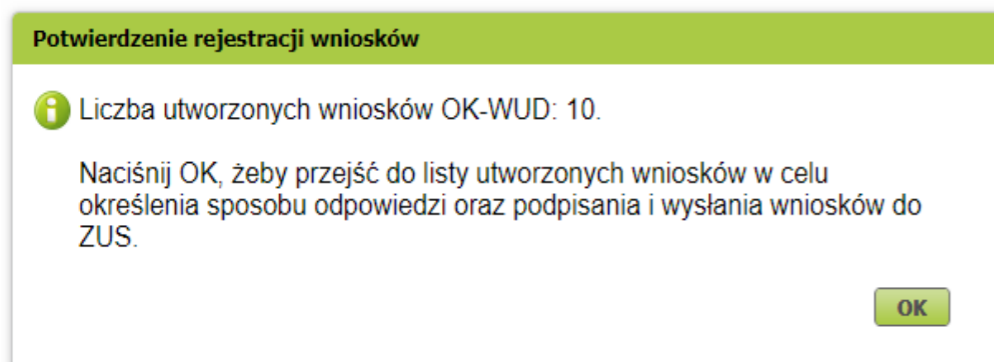 Potwierdzenie rejestracji wniosków
Liczba utworzonych wniosków OK-WUD: 10.
Naciśnij OK, żeby przejść do listy utworzonych wniosków w celu
określenia sposobu odpowiedzi oraz podpisania i wysłania wniosków do
ZUS.
OK